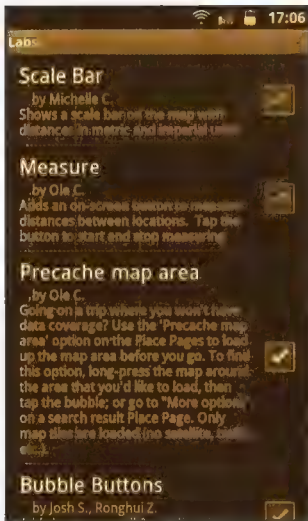 17:06
Labs
Scale Bar
by Michelle C.
Shows a scale bar on the map with
distances in metric and imperial
Measure
by Ole C.
Adds an on-screen button to measure
distances between locations. Tap the
button to start and stop measuring
Precache map area
by Ole C.
Going on a trip where you won't have
data coverage? Use the 'Precache map
area' option on the Place Pages to load
up the map area before you go. To find
this option, long-press the map around
the area that you'd like to load, then
tap the bubble; or go to "More options
on a search result Place Page. Only
map tiles are loaded (no satellite,
Bubble Buttons
by Josh S., Ronghui Z.